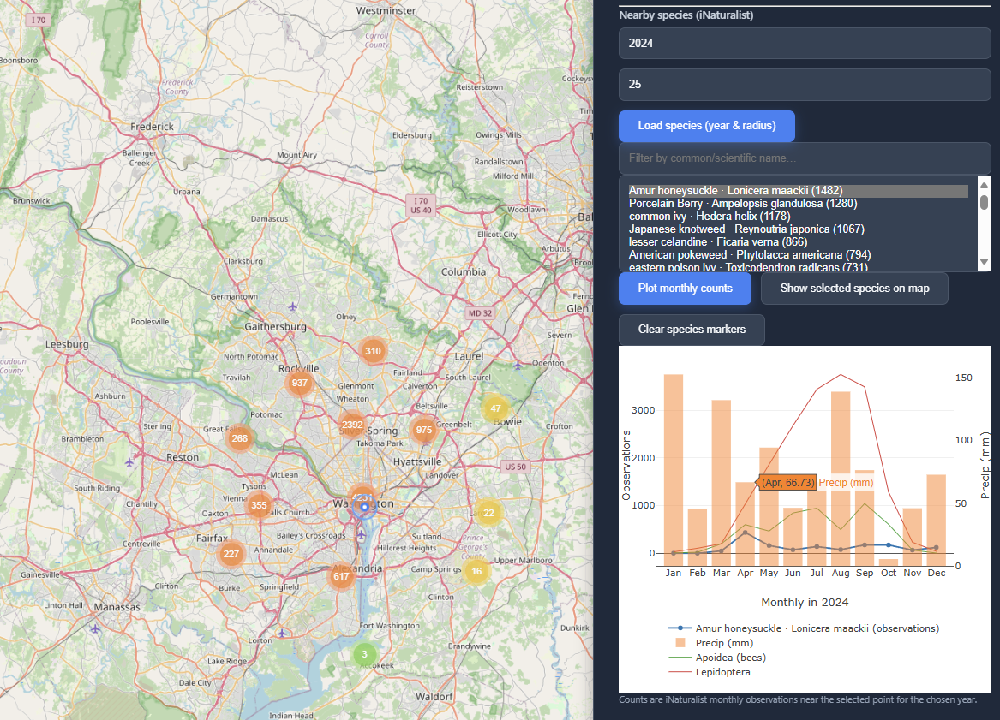 Westminster
I 70
Carroll
County
Boonsboro
Cockeys
Frederick
County
Reisterstown
Tim
Frederick
Eldersburg
Owings Mills
Ballenger
Creek
Mount Airy
Randallstown
Milford Mill
Urbana
Brunswick
I 70
US 40
Woodlawn
Bal
Damascus
Ellicott City
Arbutus
Clarksburg
Columbia
Germantown
MD 32
Glen
Poolesville
Olney
Gaithersburg
Severn
Leesburg
North Potomac
310
Laurel
Odenton
oudoun
County
Rockville
Travilah
937
Glenmont
Fairland
South Laurel
Calverton
Wheaton
Ashburn
Beltsville
47
Potomac
Bowie
Sterling
Great Falls
2392
Spring
975
Greenbelt
Crofton
Brambleton
268
Takoma Park
Reston
Hyattsville
US 50
McLean
Landover
South Riding
Tysons
Chantilly
Vienna
355
Falls Church
Washington
22
Oakton
Bailey's Crossroads
Suitland
Prince
George's
County
Centreville
Fairfax
Annandale
Hillcrest Heights
227
Upper Marlboro
Gainesville
Alexandria
Camp Springs
16
617
Clifton
Burke
Springfield
Linton Hall
Clinton
Manassas
Fort Washington
Dunkirk
Lorton
Brandywine
3
Accokeek
Lake Ridge
Dale City
Waldorf
Indian Head
Nearby species (iNaturalist)
2024
25
Load species (year & radius)
Filter by common/scientific name...
Amur honeysuckle · Lonicera maackii (1482)
Porcelain Berry · Ampelopsis glandulosa (1280)
common ivy · Hedera helix (1178)
Japanese knotweed · Reynoutria japonica (1067)
lesser celandine · Ficaria verna (866)
American pokeweed · Phytolacca americana (794)
eastern poison ivy · Toxicodendron radicans (731)
Plot monthly counts
Show selected species on map
Clear species markers
150
3000
100
2000
Observations
Precip (mm)
(Apr, 66.73)
Precip (mm)
1000
50
0
0
Jan Feb Mar Apr May Jun Jul Aug Sep Oct Nov Dec
Monthly in 2024
Amur honeysuckle · Lonicera maackii (observations)
Precip (mm)
Apoidea (bees)
Lepidoptera
Counts are iNaturalist monthly observations near the selected point for the chosen year.